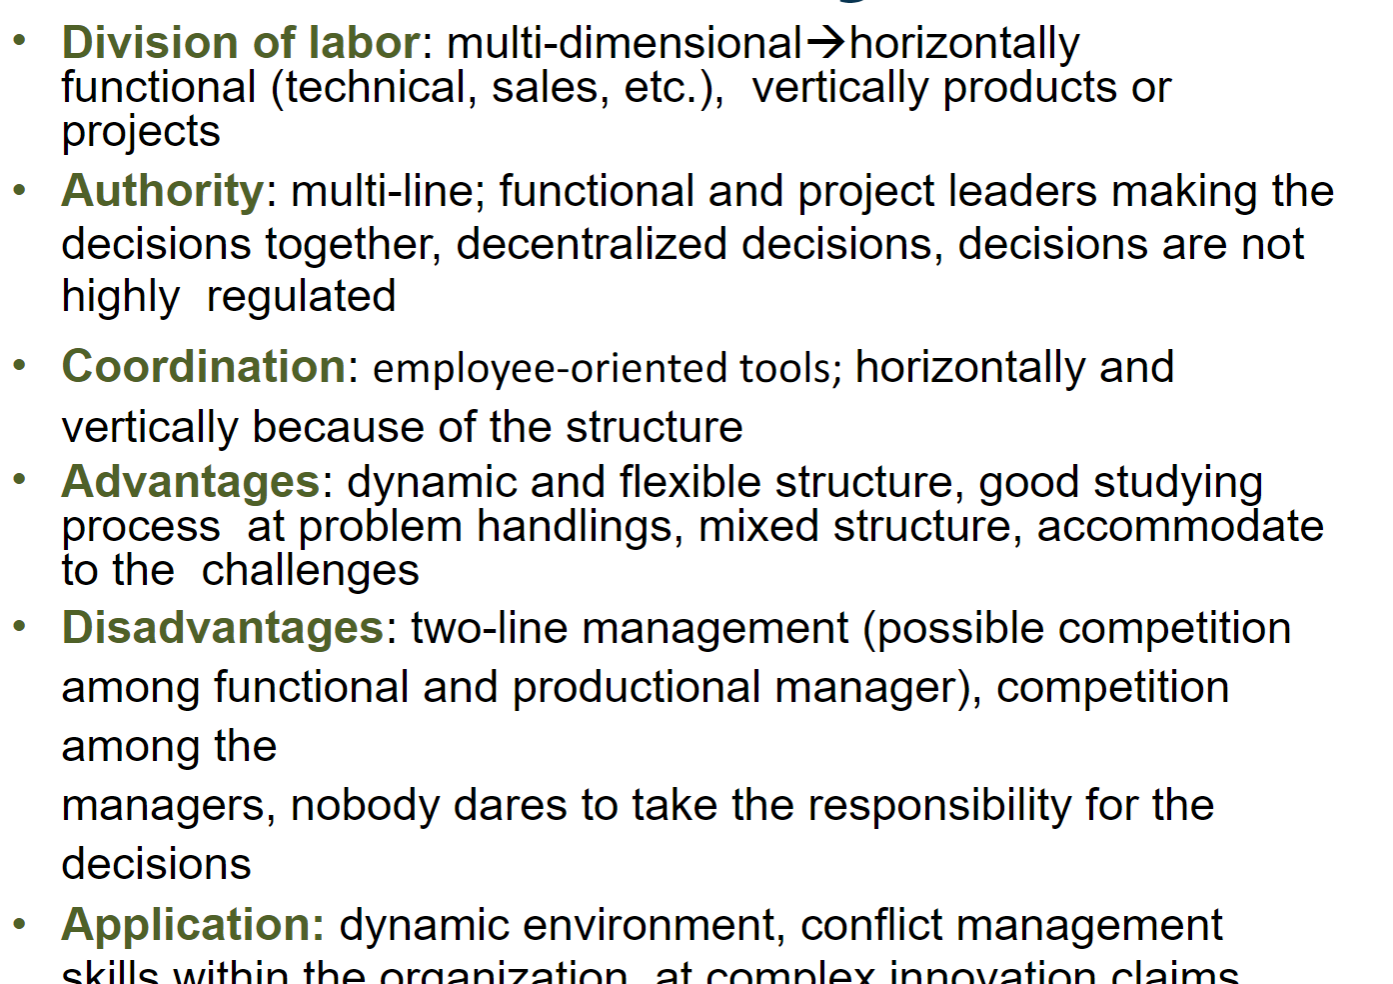 • Division of labor: multi-dimensional→horizontally
functional (technical, sales, etc.),  vertically products or
projects
• Authority: multi-line; functional and project leaders making the
decisions together, decentralized decisions, decisions are not
highly  regulated
• Coordination: employee-oriented tools; horizontally and
vertically because of the structure
• Advantages: dynamic and flexible structure, good studying
process  at problem handlings, mixed structure, accommodate
to the  challenges
• Disadvantages: two-line management (possible competition
among functional and productional manager), competition
among the
managers, nobody dares to take the responsibility for the
decisions
• Application: dynamic environment, conflict management
skills within the organization, at complex innovation claims